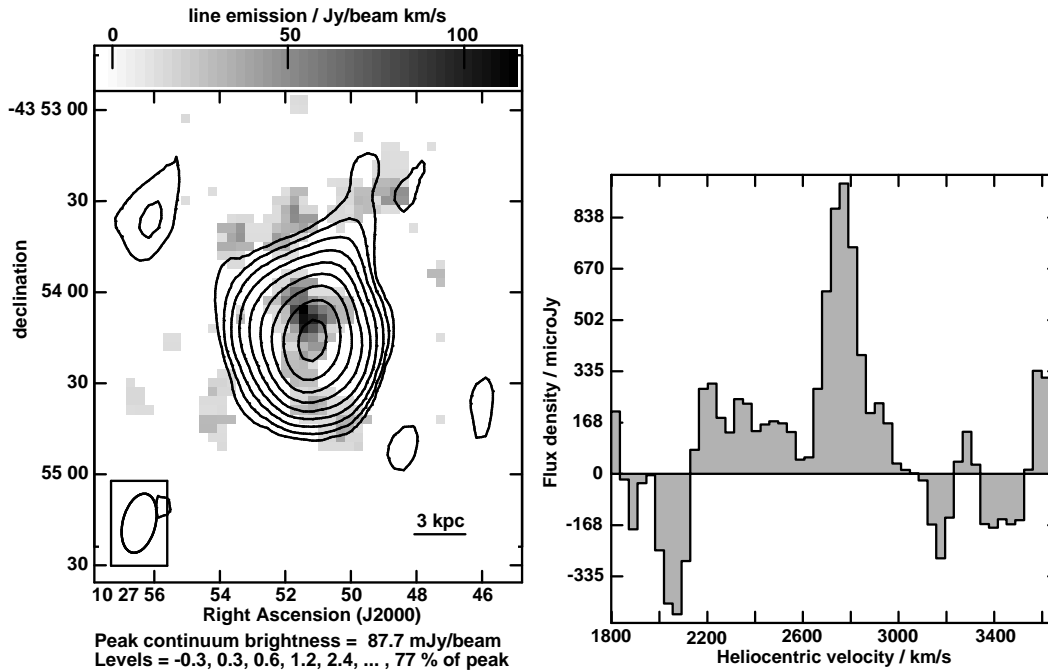 line emission / Jy/beam km/s
0 50 100
-43 53 00
30
54 00
30
55 00
30
declination
3 kpc
10 27 56 54 52 50 48 46
Right Ascension (J2000)
Peak continuum brightness = 87.7 mJy/beam
Levels = -0.3, 0.3, 0.6, 1.2, 2.4, ... , 77 % of peak
Flux density / microJy
838
670
502
335
168
0
-168
-335
1800 2200 2600 3000 3400
Heliocentric velocity / km/s